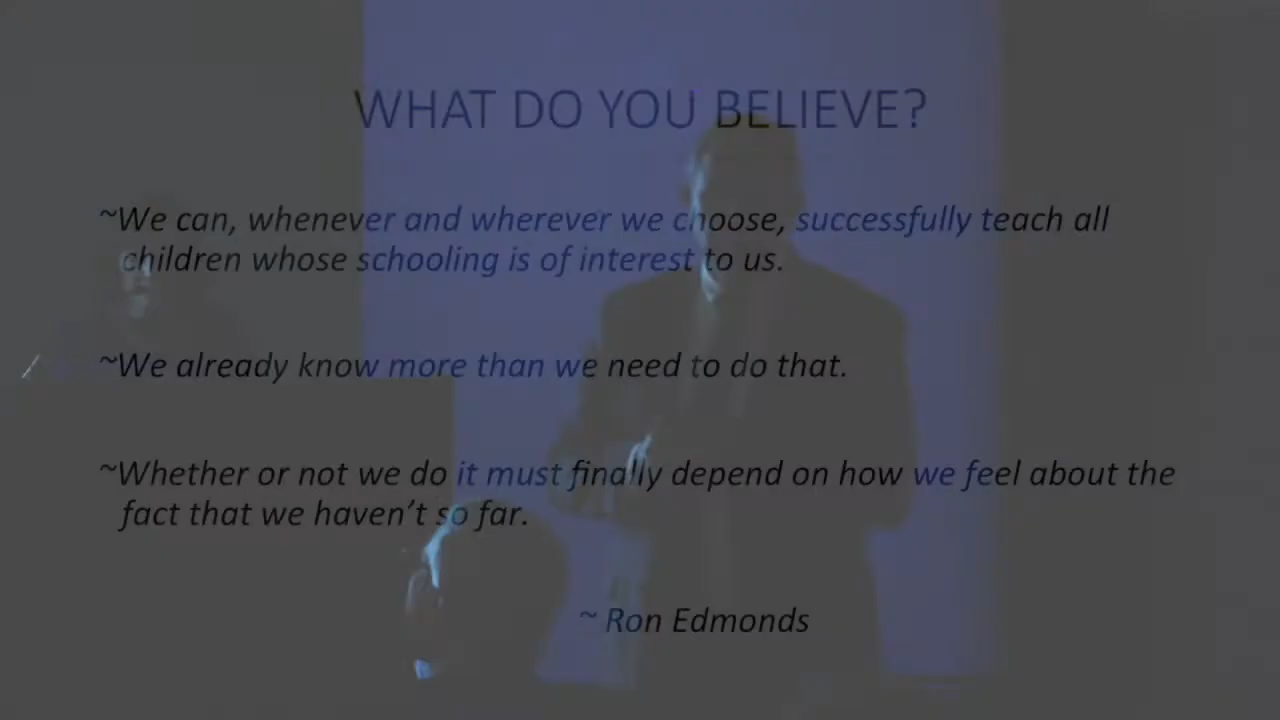 WHAT DO YOU BELIEVE?
~We can, whenever and wherever we choose, successfully teach all
children whose schooling is of interest to us.
~We already know more than we need to do that.
~Whether or not we do it must finally depend on how we feel about the
fact that we haven't so far.
~ Ron Edmonds